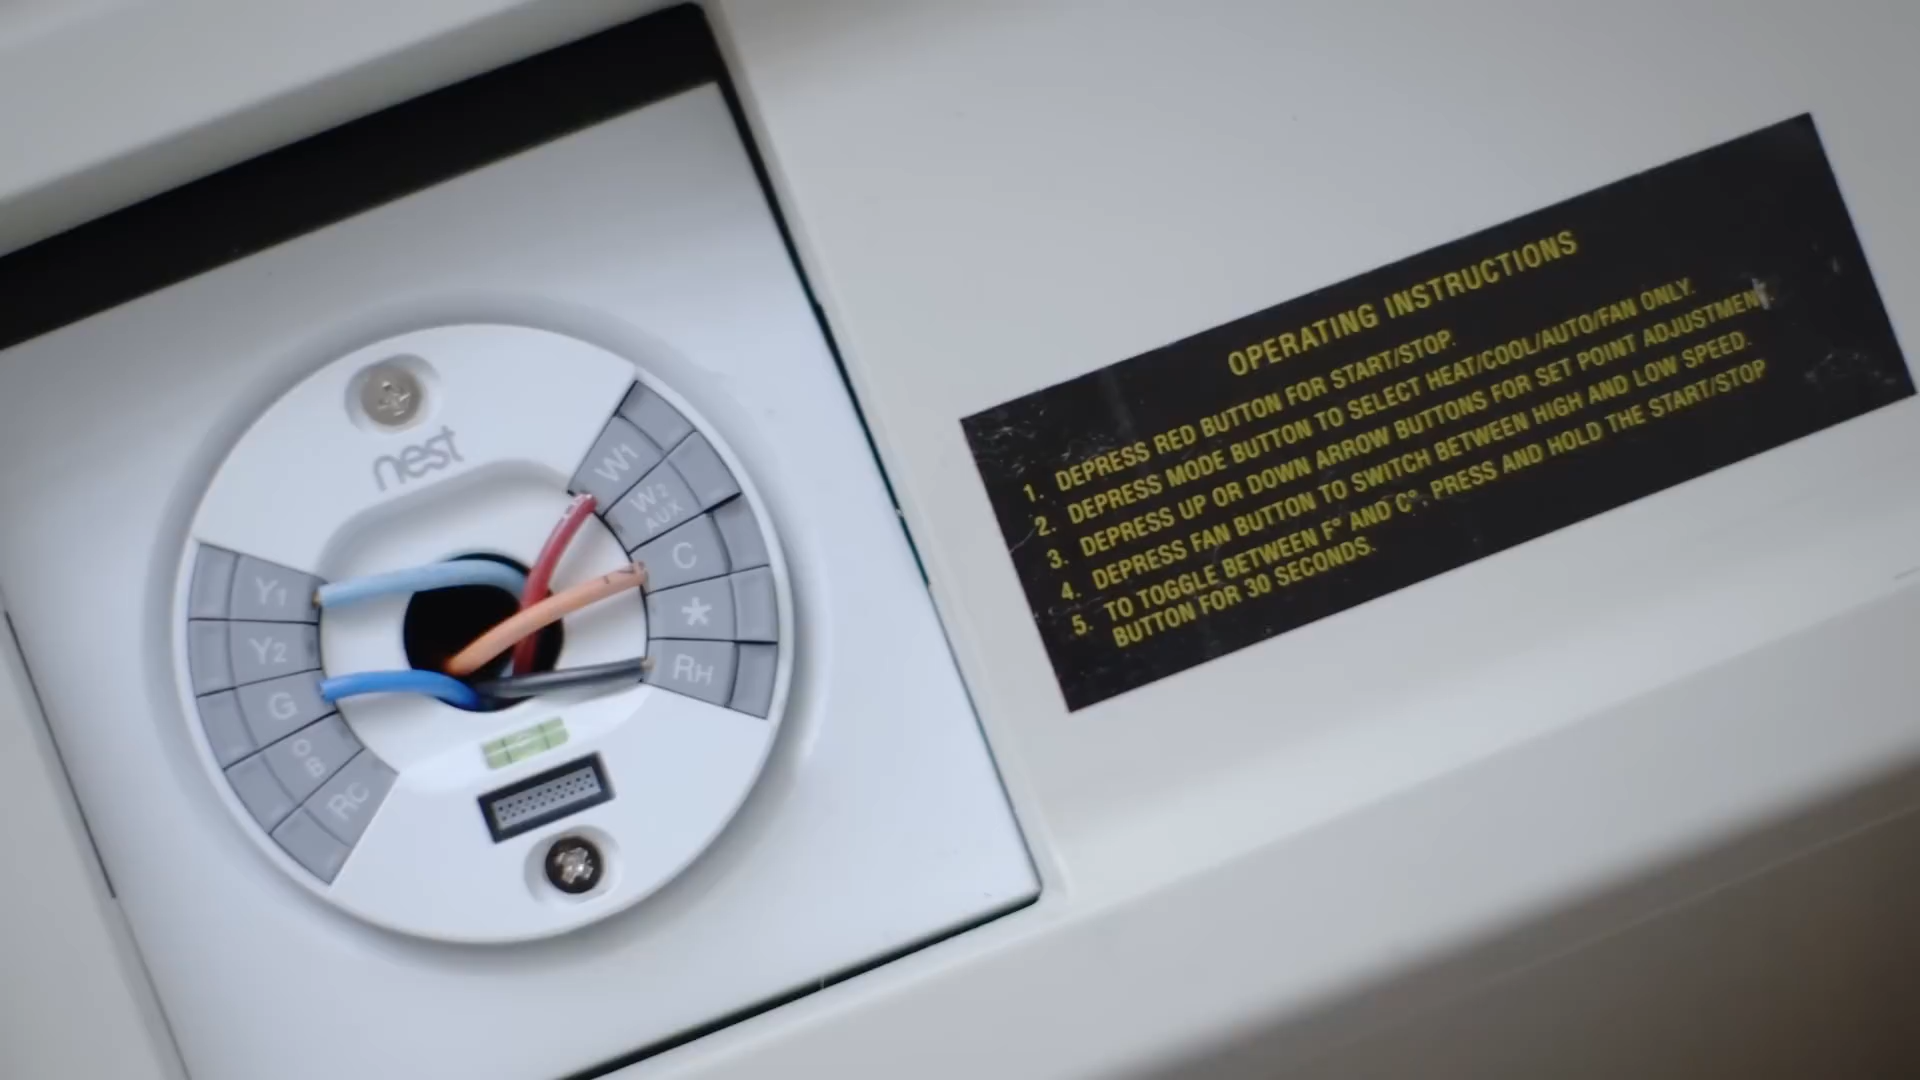 nest
W1
W2
AUX
C
*
RH
Y1
Y2
G
O
B
RC
OPERATING INSTRUCTIONS
1. DEPRESS RED BUTTON FOR START/STOP.
2. DEPRESS MODE BUTTON TO SELECT HEAT/COOL/AUTO/FAN ONLY.
3. DEPRESS UP OR DOWN ARROW BUTTONS FOR SET POINT ADJUSTMENT.
4. DEPRESS FAN BUTTON TO SWITCH BETWEEN HIGH AND LOW SPEED.
5. TO TOGGLE BETWEEN F° AND C°, PRESS AND HOLD THE START/STOP
BUTTON FOR 30 SECONDS.